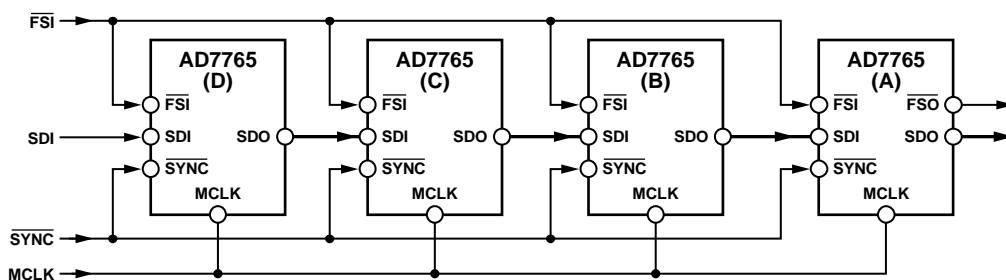 FSI
AD7765
(D)
AD7765
(C)
AD7765
(B)
AD7765
(A)
FSI
FSI
FSI
FSI
FSO
SDI
SDI
SDO
SDI
SDO
SDI
SDO
SDI
SDO
SYNC
SYNC
SYNC
SYNC
MCLK
MCLK
MCLK
MCLK
SYNC
MCLK